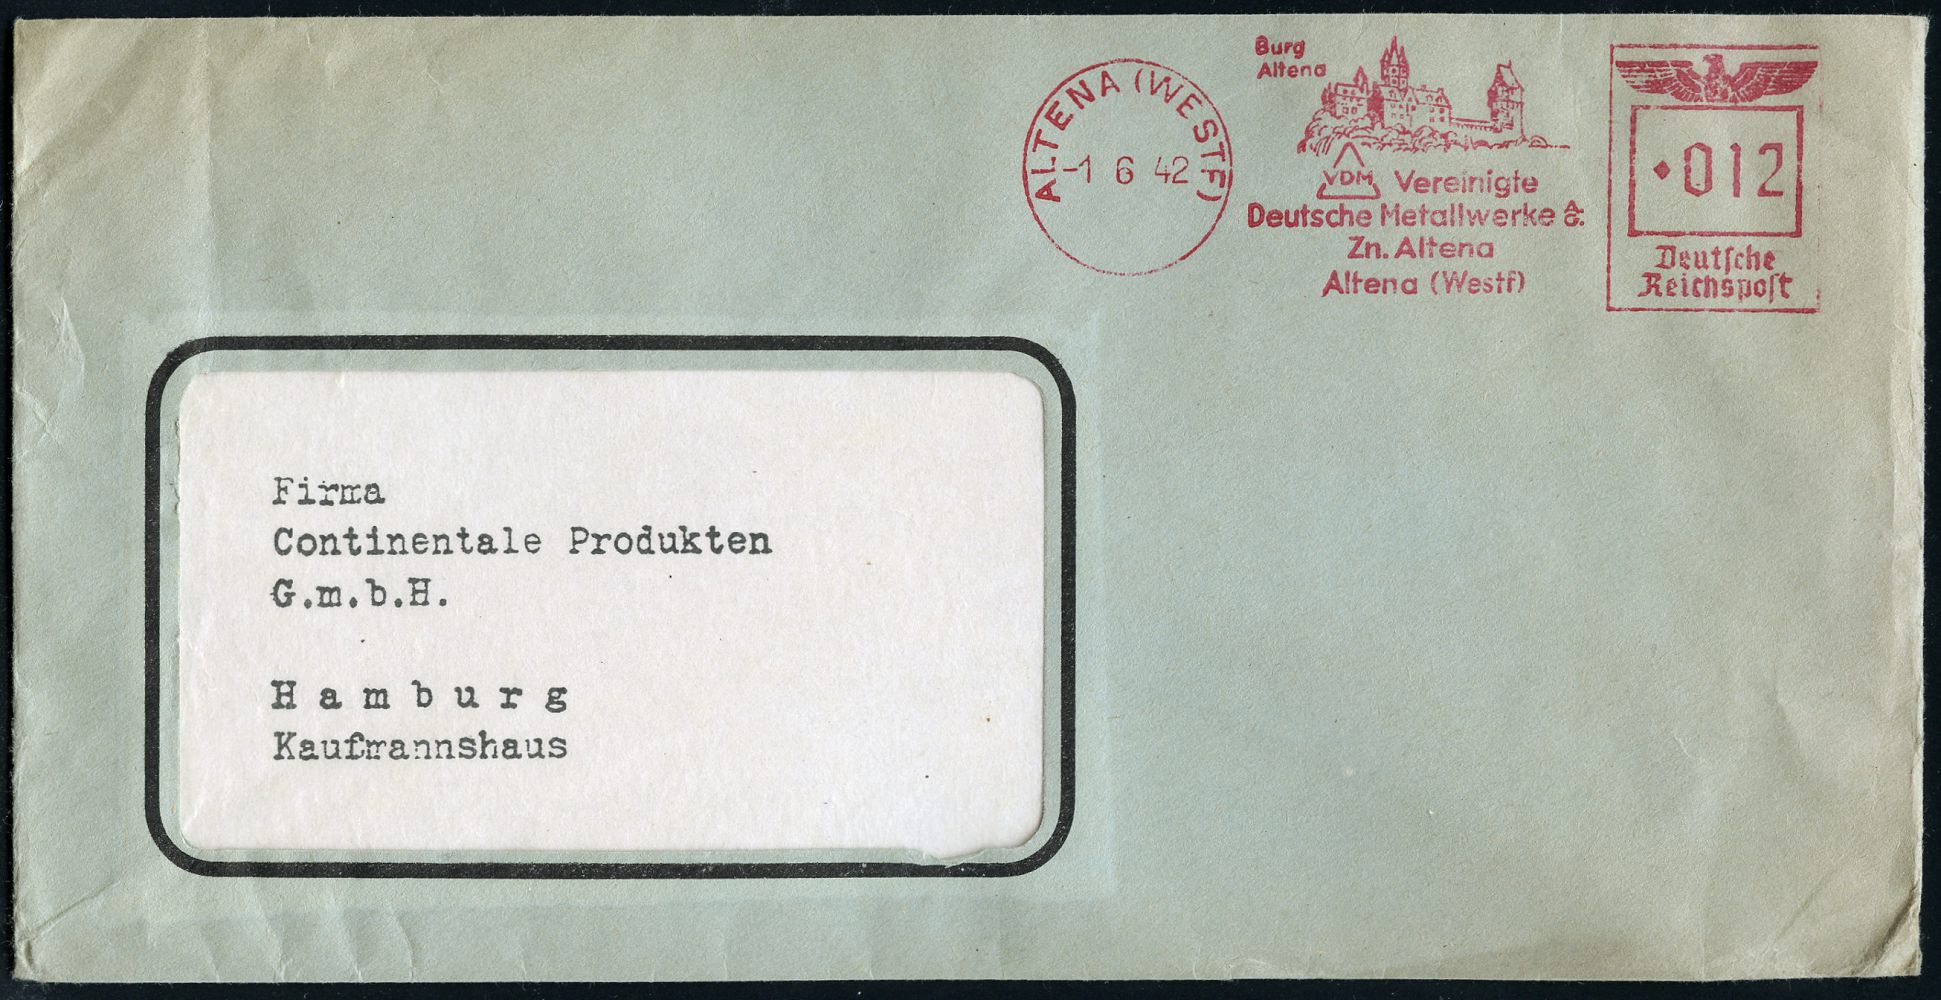 Burg
Altena
ALTENA (WESTF)
-1 6 42
VDM Vereinigte
Deutsche Metallwerke A.G.
Zn. Altena
Altena (Westf)
012
Deutſche
Reichspoſt
Firma
Continentale Produkten
G.m.b.H.
Hamburg
Kaufmannshaus